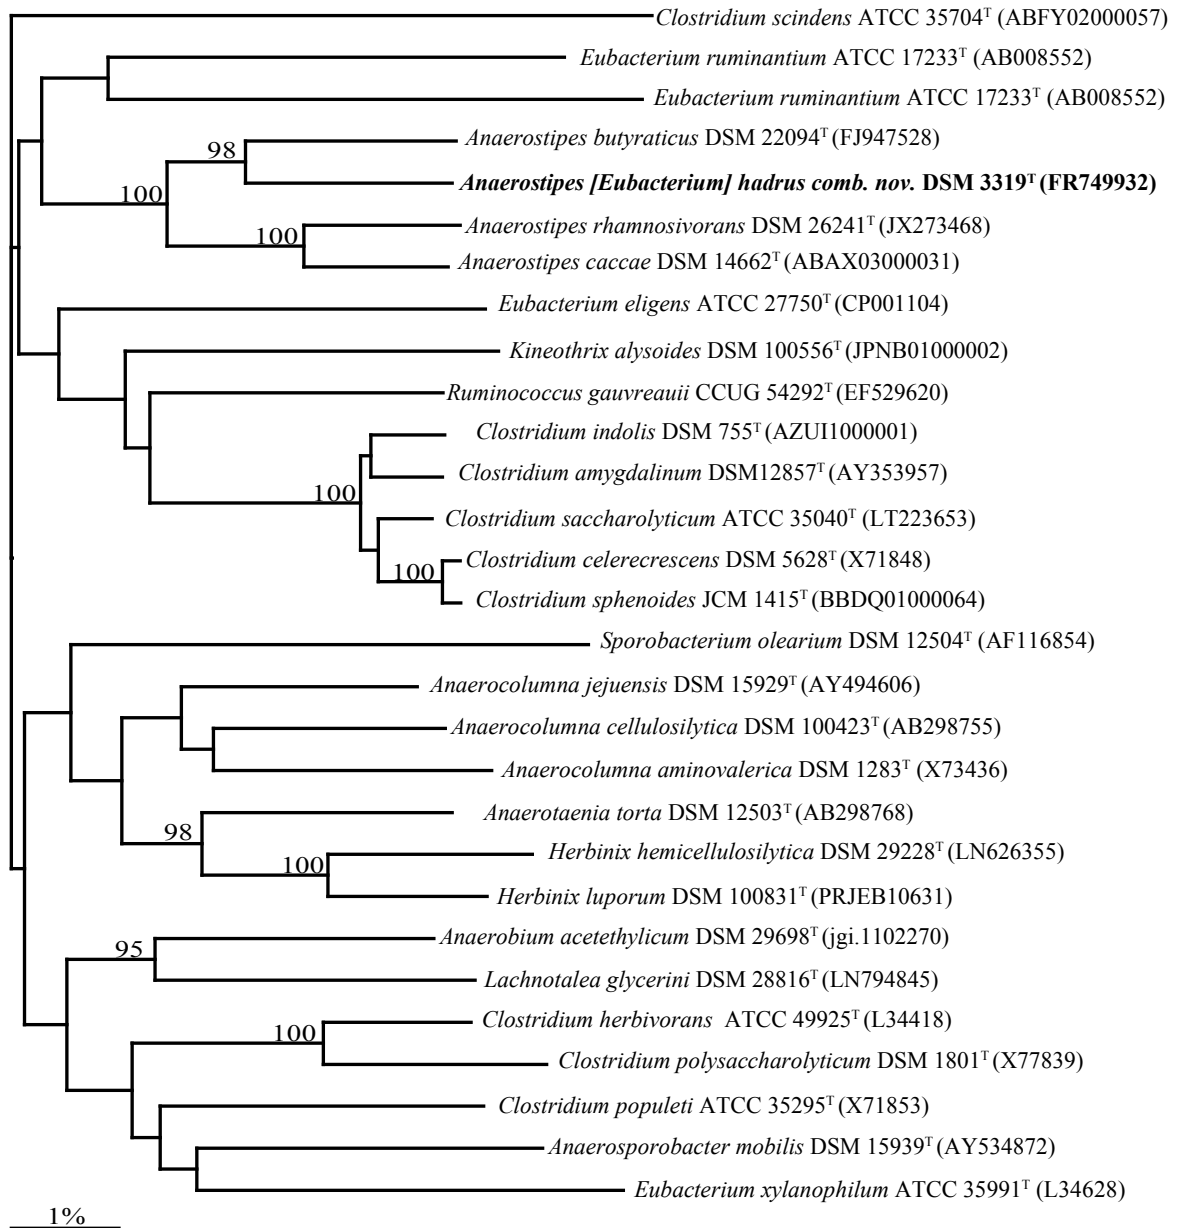 Clostridium scindens ATCC 35704ᵀ (ABFY02000057)
Eubacterium ruminantium ATCC 17233ᵀ (AB008552)
Eubacterium ruminantium ATCC 17233ᵀ (AB008552)
Anaerostipes butyraticus DSM 22094ᵀ (FJ947528)
98
Anaerostipes [Eubacterium] hadrus comb. nov. DSM 3319ᵀ (FR749932)
100
Anaerostipes rhamnosivorans DSM 26241ᵀ (JX273468)
100
Anaerostipes caccae DSM 14662ᵀ (ABAX03000031)
Eubacterium eligens ATCC 27750ᵀ (CP001104)
Kineothrix alysoides DSM 100556ᵀ (JPNB01000002)
Ruminococcus gauvreauii CCUG 54292ᵀ (EF529620)
Clostridium indolis DSM 755ᵀ (AZUI1000001)
Clostridium amygdalinum DSM12857ᵀ (AY353957)
100
Clostridium saccharolyticum ATCC 35040ᵀ (LT223653)
Clostridium celerecrescens DSM 5628ᵀ (X71848)
100
Clostridium sphenoides JCM 1415ᵀ (BBDQ01000064)
Sporobacterium olearium DSM 12504ᵀ (AF116854)
Anaerocolumna jejuensis DSM 15929ᵀ (AY494606)
Anaerocolumna cellulosilytica DSM 100423ᵀ (AB298755)
Anaerocolumna aminovalerica DSM 1283ᵀ (X73436)
Anaerotaenia torta DSM 12503ᵀ (AB298768)
98
Herbinix hemicellulosilytica DSM 29228ᵀ (LN626355)
100
Herbinix luporum DSM 100831ᵀ (PRJEB10631)
Anaerobium acetethylicum DSM 29698ᵀ (jgi.1102270)
95
Lachnotalea glycerini DSM 28816ᵀ (LN794845)
Clostridium herbivorans ATCC 49925ᵀ (L34418)
100
Clostridium polysaccharolyticum DSM 1801ᵀ (X77839)
Clostridium populeti ATCC 35295ᵀ (X71853)
Anaerosporobacter mobilis DSM 15939ᵀ (AY534872)
Eubacterium xylanophilum ATCC 35991ᵀ (L34628)
1%